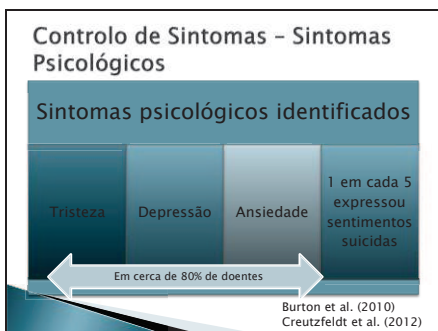 Controlo de Sintomas – Sintomas
Psicológicos
Sintomas psicológicos identificados
Tristeza
Depressão
Ansiedade
1 em cada 5
expressou
sentimentos
suicidas
Em cerca de 80% de doentes
Burton et al. (2010)
Creutzfeldt et al. (2012)